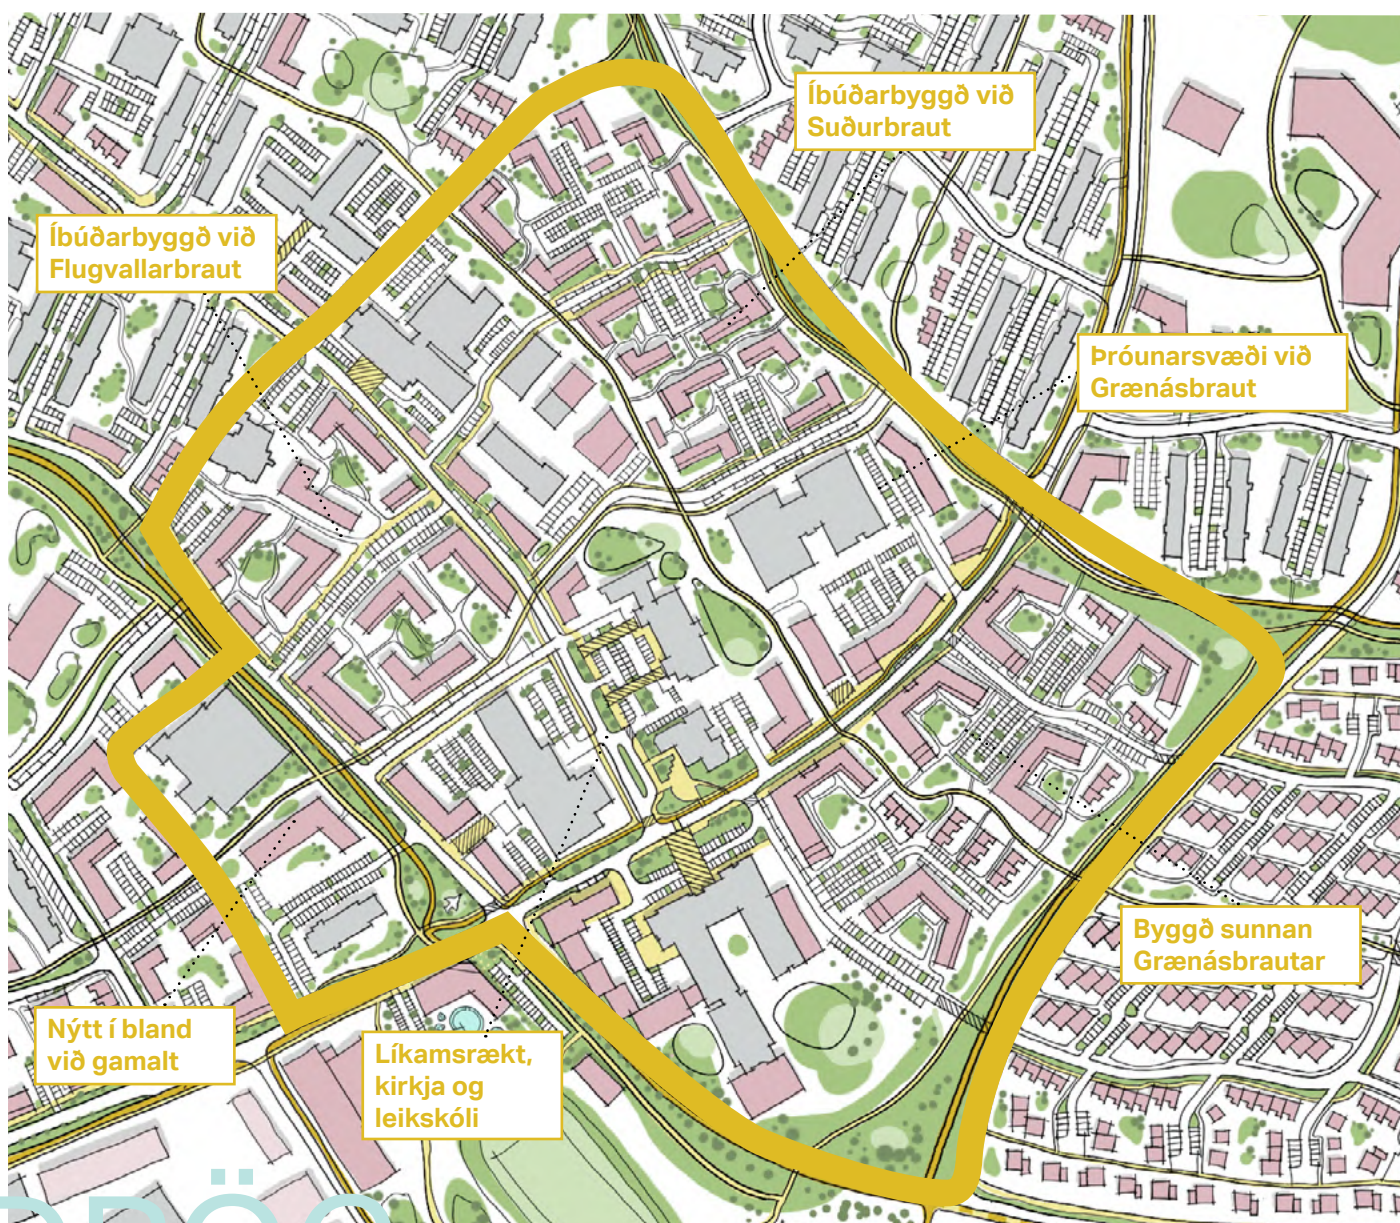 Íbúðarbyggð við
Suðurbraut
Íbúðarbyggð við
Flugvallarbraut
Þróunarsvæði við
Grænásbraut
Byggð sunnan
Grænásbrautar
Nýtt í bland
við gamalt
Líkamsrækt,
kirkja og
leikskóli